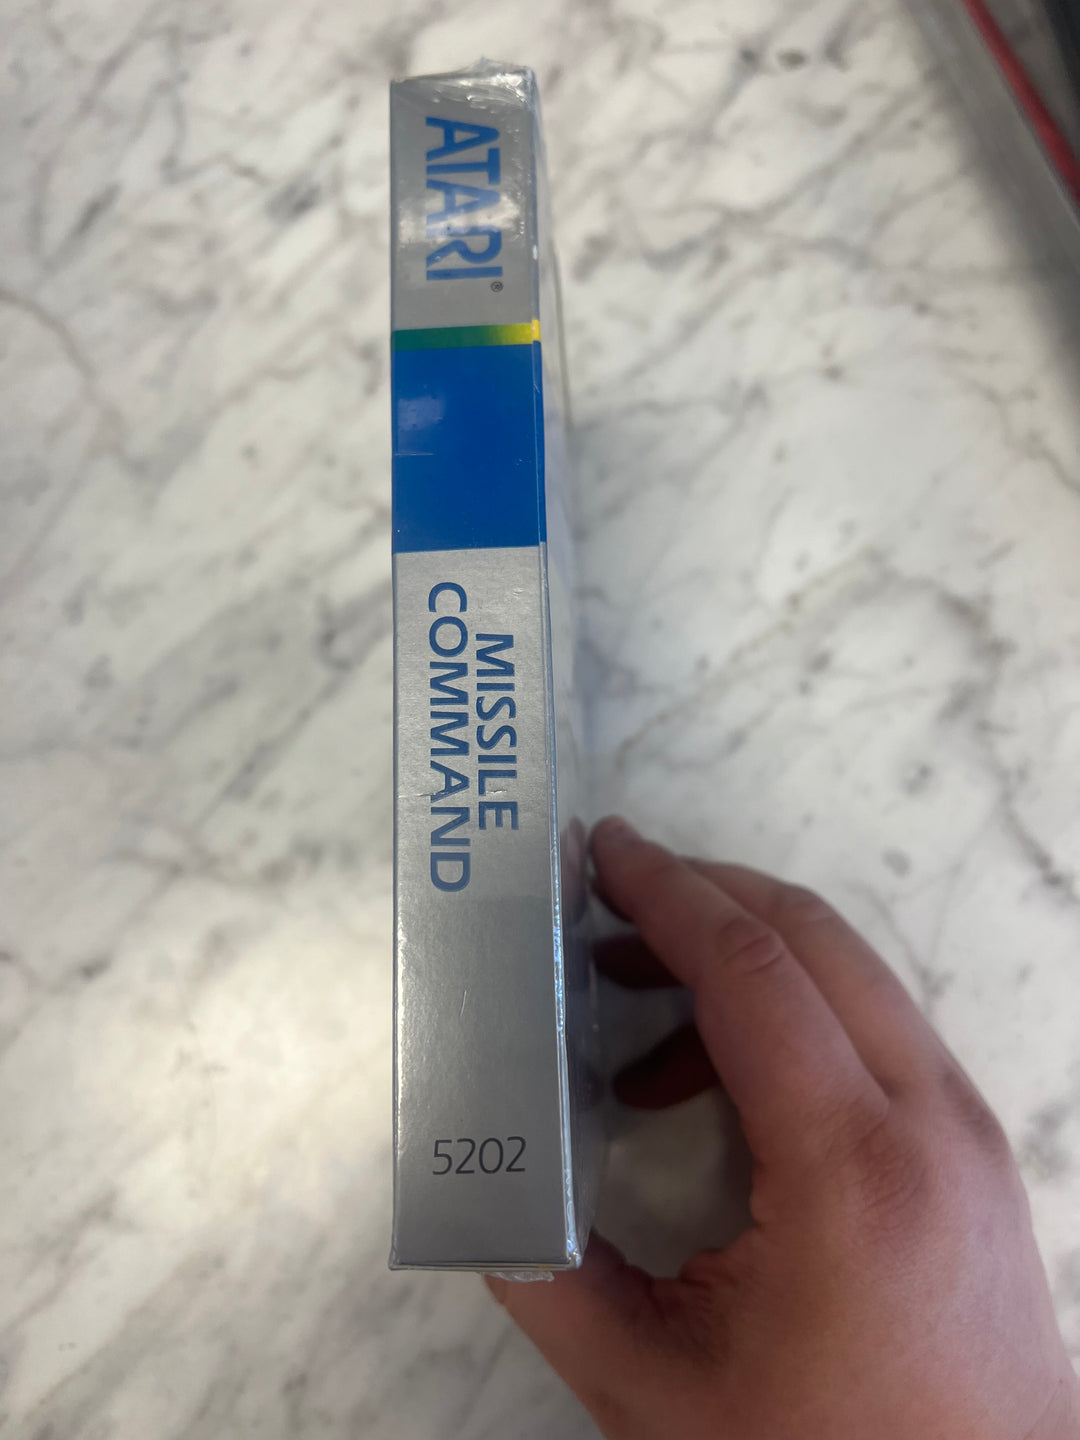 ATARI®
MISSILE
COMMAND
5202